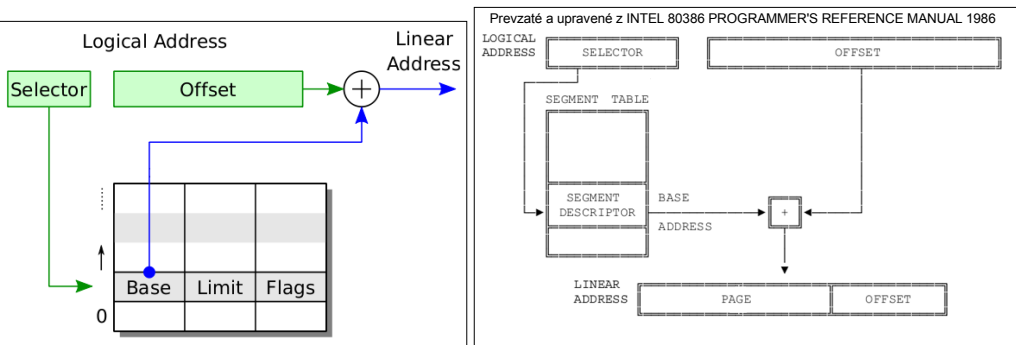 Logical Address
Linear
Address
Selector
Offset
Base
Limit
Flags
0
Prevzaté a upravené z INTEL 80386 PROGRAMMER'S REFERENCE MANUAL 1986
LOGICAL
ADDRESS
SELECTOR
OFFSET
SEGMENT TABLE
SEGMENT
DESCRIPTOR
BASE
ADDRESS
+
LINEAR
ADDRESS
PAGE
OFFSET